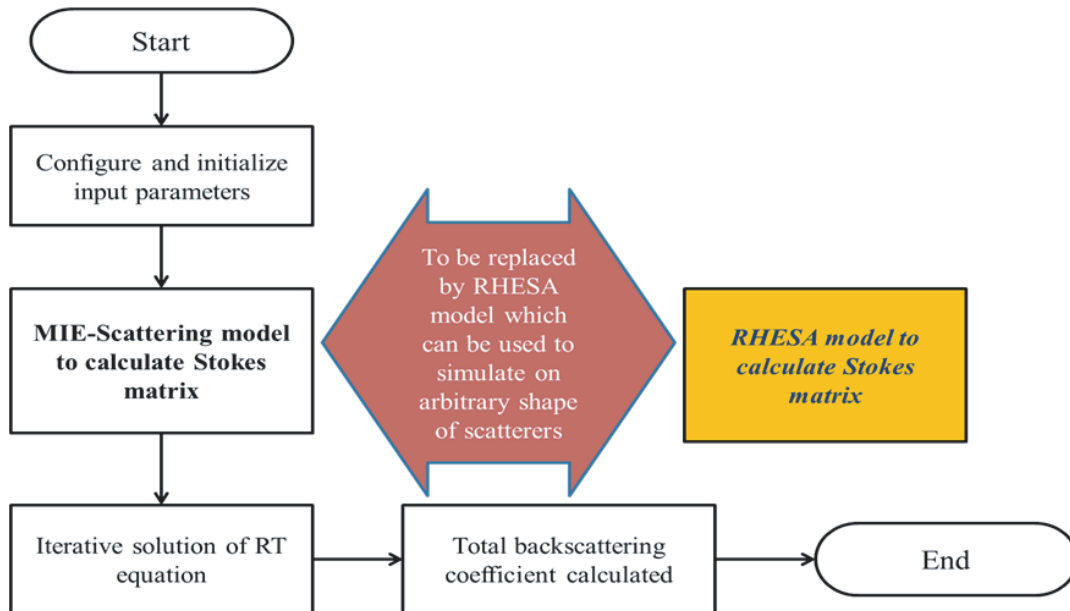 Start
Configure and initialize
input parameters
MIE-Scattering model
to calculate Stokes
matrix
To be replaced
by RHESA
model which
can be used to
simulate on
arbitrary shape
of scatterers
RHESA model to
calculate Stokes
matrix
Iterative solution of RT
equation
Total backscattering
coefficient calculated
End